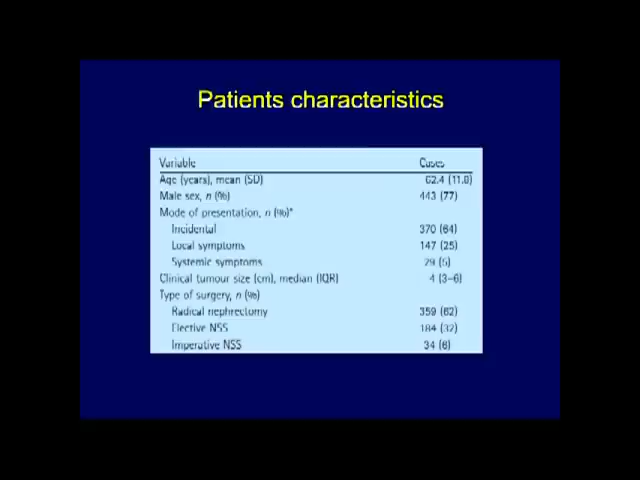 Patients characteristics
Variable Cases
Age (years), mean (SD) 62.4 (11.0)
Male sex, n (%) 443 (77)
Mode of presentation, n (%)*
Incidental 370 (64)
Local symptoms 147 (25)
Systemic symptoms 29 (5)
Clinical tumour size (cm), median (IQR) 4 (3–6)
Type of surgery, n (%)
Radical nephrectomy 359 (62)
Elective NSS 184 (32)
Imperative NSS 34 (6)